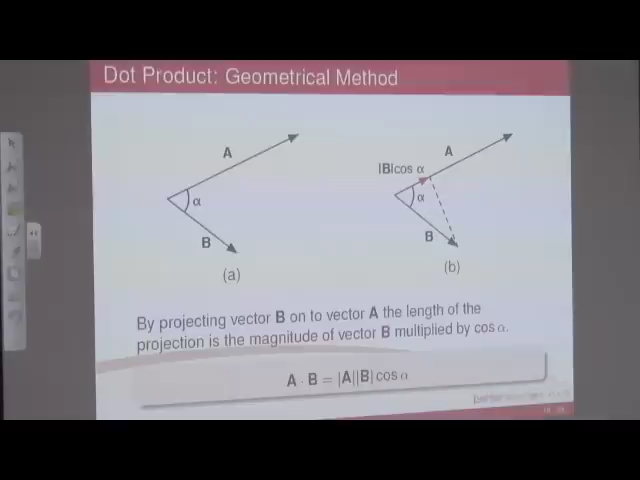 Dot Product: Geometrical Method
A
α
B
(a)
A
|B|cos α
α
B
(b)
By projecting vector B on to vector A the length of the
projection is the magnitude of vector B multiplied by cos α.
A · B = |A||B| cos α